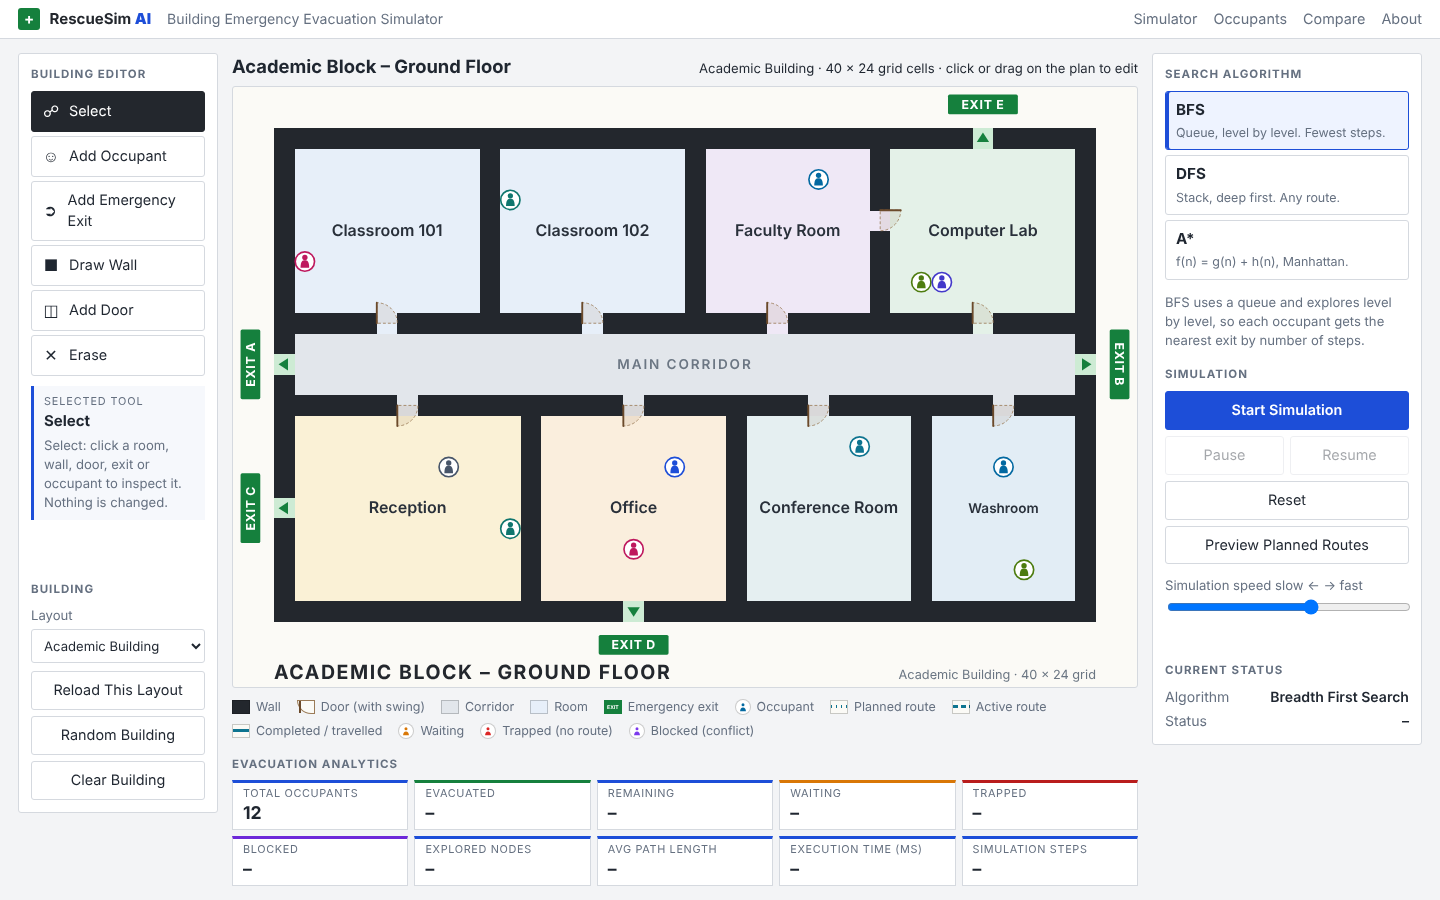 RescueSim AI
Building Emergency Evacuation Simulator
Simulator
Occupants
Compare
About
BUILDING EDITOR
Select
Add Occupant
Add Emergency
Exit
Draw Wall
Add Door
Erase
SELECTED TOOL
Select
Select: click a room,
wall, door, exit or
occupant to inspect it.
Nothing is changed.
BUILDING
Layout
Academic Building
Reload This Layout
Random Building
Clear Building
Academic Block – Ground Floor
Academic Building · 40 × 24 grid cells · click or drag on the plan to edit
EXIT E
Classroom 101
Classroom 102
Faculty Room
Computer Lab
EXIT A
MAIN CORRIDOR
EXIT B
EXIT C
Reception
Office
Conference Room
Washroom
EXIT D
ACADEMIC BLOCK – GROUND FLOOR
Academic Building · 40 × 24 grid
Wall
Door (with swing)
Corridor
Room
EXIT
Emergency exit
Occupant
Planned route
Active route
Completed / travelled
Waiting
Trapped (no route)
Blocked (conflict)
EVACUATION ANALYTICS
TOTAL OCCUPANTS
12
EVACUATED
–
REMAINING
–
WAITING
–
TRAPPED
–
BLOCKED
–
EXPLORED NODES
–
AVG PATH LENGTH
–
EXECUTION TIME (MS)
–
SIMULATION STEPS
–
SEARCH ALGORITHM
BFS
Queue, level by level. Fewest steps.
DFS
Stack, deep first. Any route.
A*
f(n) = g(n) + h(n), Manhattan.
BFS uses a queue and explores level
by level, so each occupant gets the
nearest exit by number of steps.
SIMULATION
Start Simulation
Pause
Resume
Reset
Preview Planned Routes
Simulation speed slow ← → fast
CURRENT STATUS
Algorithm
Breadth First Search
Status
–